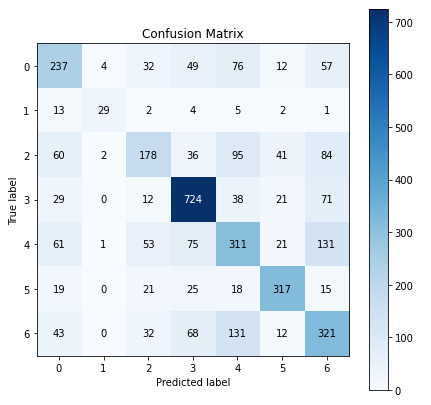 Confusion Matrix
0 237 4 32 49 76 12 57
1 13 29 2 4 5 2 1
2 60 2 178 36 95 41 84
3 29 0 12 724 38 21 71
4 61 1 53 75 311 21 131
5 19 0 21 25 18 317 15
6 43 0 32 68 131 12 321
0 1 2 3 4 5 6
True label
Predicted label
700
600
500
400
300
200
100
0